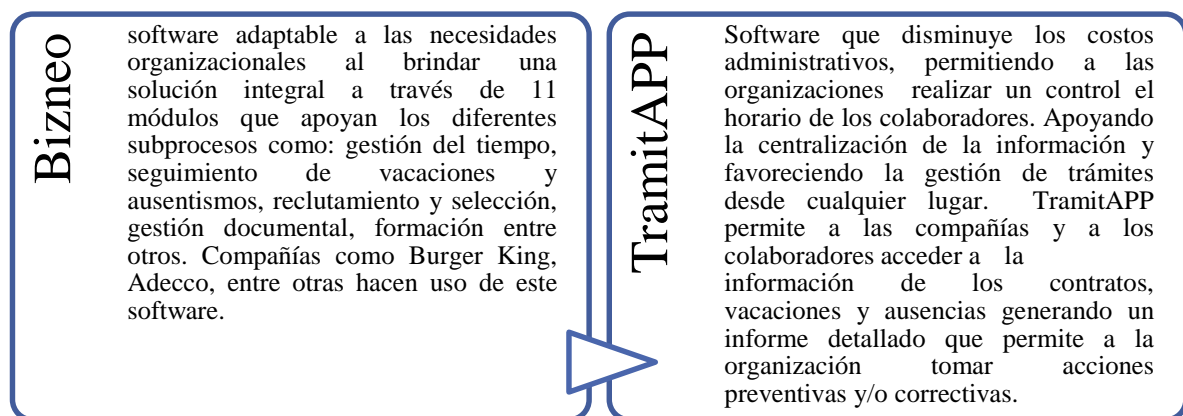 Bizneo
software adaptable a las necesidades
organizacionales al brindar una
solución integral a través de 11
módulos que apoyan los diferentes
subprocesos como: gestión del tiempo,
seguimiento de vacaciones y
ausentismos, reclutamiento y selección,
gestión documental, formación entre
otros. Compañías como Burger King,
Adecco, entre otras hacen uso de este
software.
TramitAPP
Software que disminuye los costos
administrativos, permitiendo a las
organizaciones realizar un control el
horario de los colaboradores. Apoyando
la centralización de la información y
favoreciendo la gestión de trámites
desde cualquier lugar. TramitAPP
permite a las compañías y a los
colaboradores acceder a la
información de los contratos,
vacaciones y ausencias generando un
informe detallado que permite a la
organización tomar acciones
preventivas y/o correctivas.